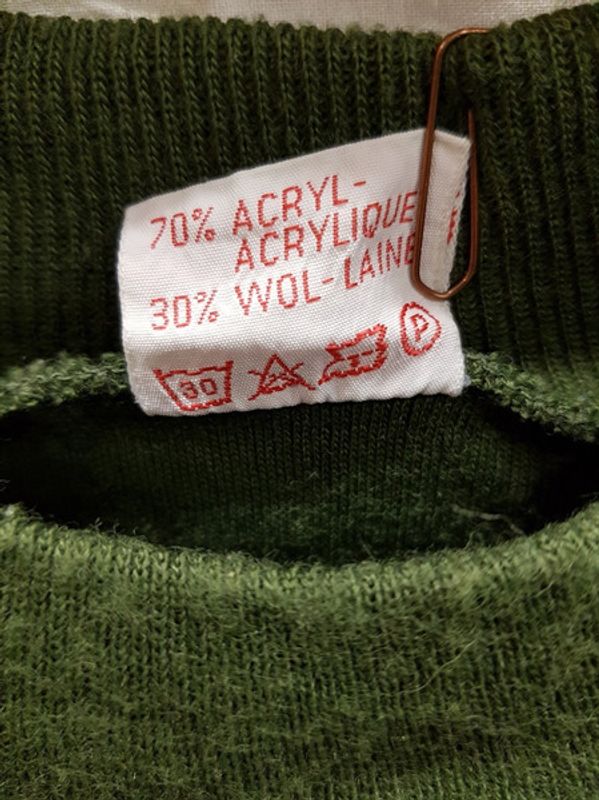 70% ACRYL-
ACRYLIQUE
30% WOL-LAINE
30
P